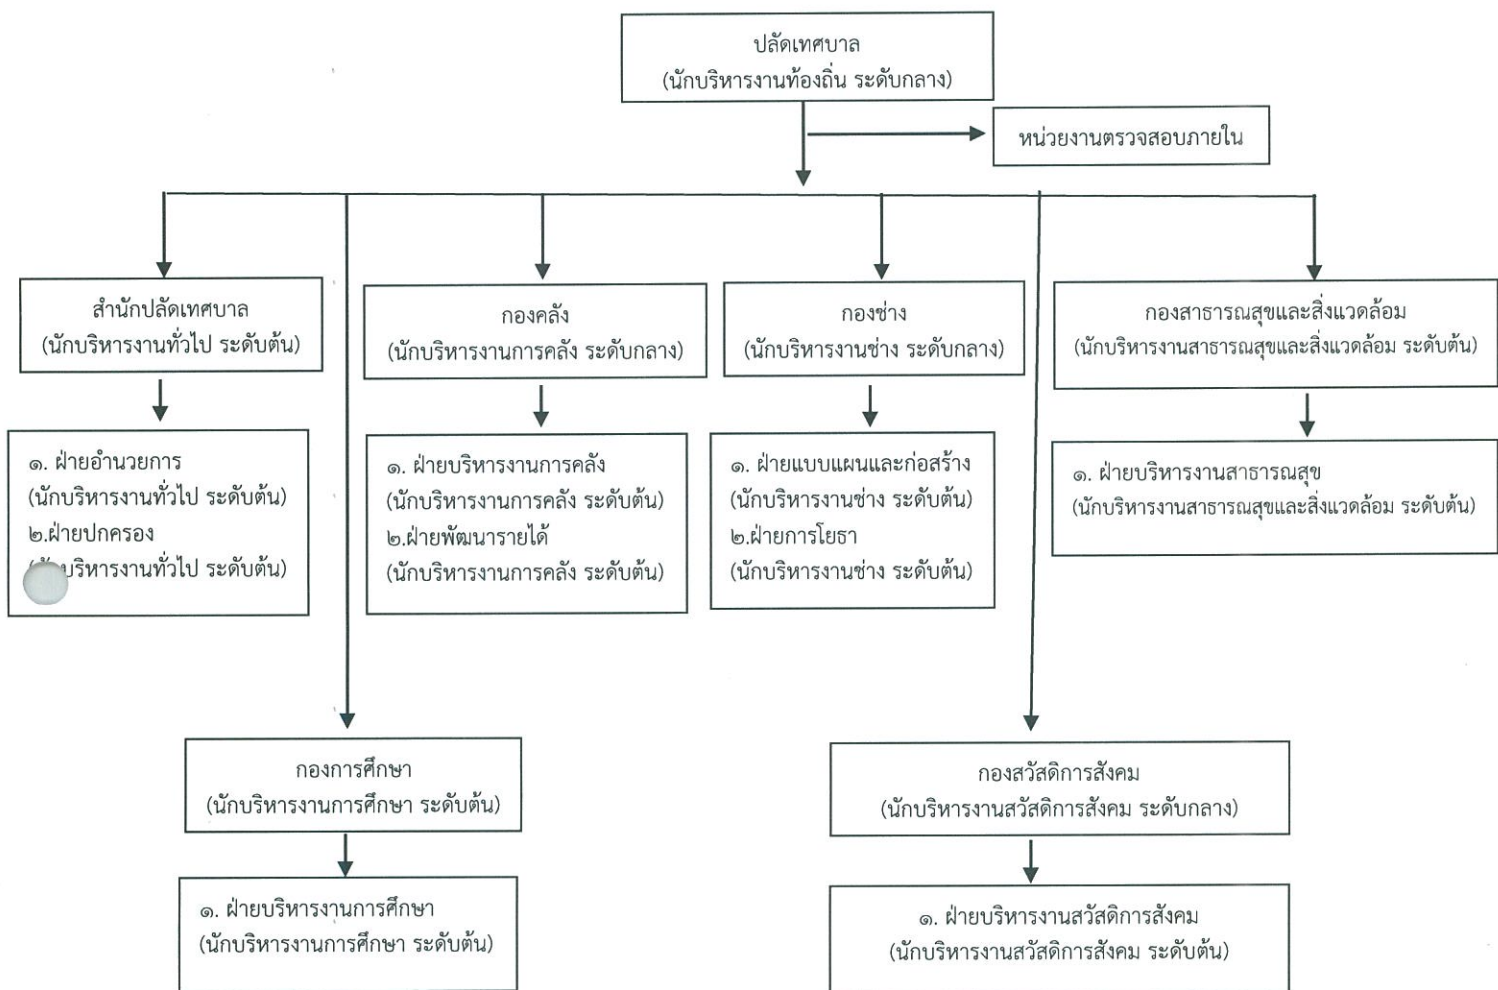 ปลัดเทศบาล
(นักบริหารงานท้องถิ่น ระดับกลาง)
หน่วยงานตรวจสอบภายใน
สำนักปลัดเทศบาล
(นักบริหารงานทั่วไป ระดับต้น)
กองคลัง
(นักบริหารงานการคลัง ระดับกลาง)
กองช่าง
(นักบริหารงานช่าง ระดับกลาง)
กองสาธารณสุขและสิ่งแวดล้อม
(นักบริหารงานสาธารณสุขและสิ่งแวดล้อม ระดับต้น)
๑. ฝ่ายอำนวยการ
(นักบริหารงานทั่วไป ระดับต้น)
๒.ฝ่ายปกครอง
(นักบริหารงานทั่วไป ระดับต้น)
๑. ฝ่ายบริหารงานการคลัง
(นักบริหารงานการคลัง ระดับต้น)
๒.ฝ่ายพัฒนารายได้
(นักบริหารงานการคลัง ระดับต้น)
๑. ฝ่ายแบบแผนและก่อสร้าง
(นักบริหารงานช่าง ระดับต้น)
๒.ฝ่ายการโยธา
(นักบริหารงานช่าง ระดับต้น)
๑. ฝ่ายบริหารงานสาธารณสุข
(นักบริหารงานสาธารณสุขและสิ่งแวดล้อม ระดับต้น)
กองการศึกษา
(นักบริหารงานการศึกษา ระดับต้น)
กองสวัสดิการสังคม
(นักบริหารงานสวัสดิการสังคม ระดับกลาง)
๑. ฝ่ายบริหารงานการศึกษา
(นักบริหารงานการศึกษา ระดับต้น)
๑. ฝ่ายบริหารงานสวัสดิการสังคม
(นักบริหารงานสวัสดิการสังคม ระดับต้น)